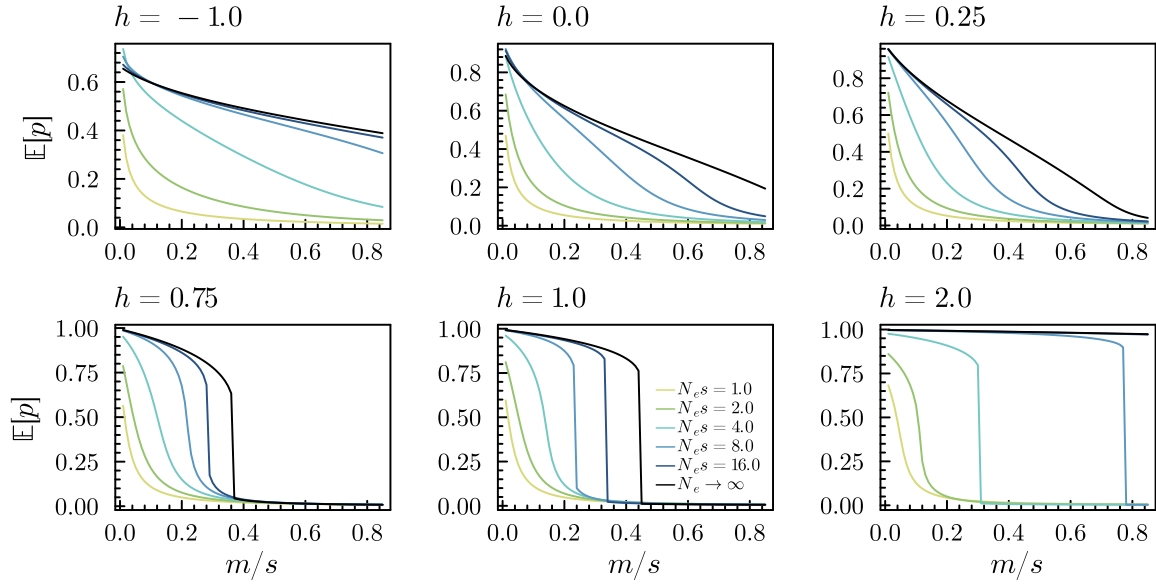 h = − 1.0
h = 0.0
h = 0.25
𝔼[p]
0.6
0.4
0.2
0.0
0.8
0.6
0.4
0.2
0.0
0.8
0.6
0.4
0.2
0.0
0.0 0.2 0.4 0.6 0.8
0.0 0.2 0.4 0.6 0.8
0.0 0.2 0.4 0.6 0.8
h = 0.75
h = 1.0
h = 2.0
𝔼[p]
1.00
0.75
0.50
0.25
0.00
1.00
0.75
0.50
0.25
0.00
N_e s = 1.0
N_e s = 2.0
N_e s = 4.0
N_e s = 8.0
N_e s = 16.0
N_e → ∞
1.00
0.75
0.50
0.25
0.00
0.0 0.2 0.4 0.6 0.8
0.0 0.2 0.4 0.6 0.8
0.0 0.2 0.4 0.6 0.8
m/s
m/s
m/s